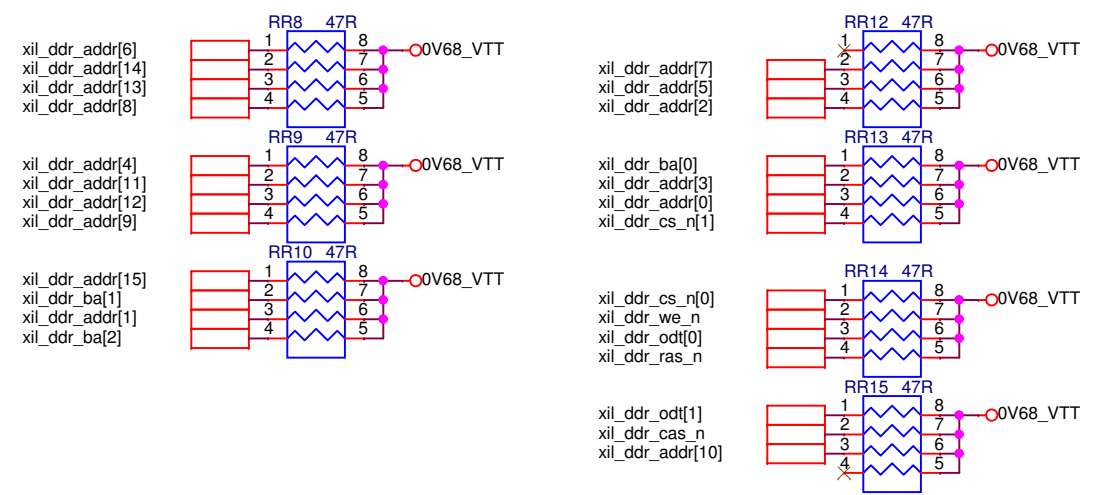 RR8 47R
xil_ddr_addr[6] 1 8 0V68_VTT
xil_ddr_addr[14] 2 7
xil_ddr_addr[13] 3 6
xil_ddr_addr[8] 4 5
RR9 47R
xil_ddr_addr[4] 1 8 0V68_VTT
xil_ddr_addr[11] 2 7
xil_ddr_addr[12] 3 6
xil_ddr_addr[9] 4 5
RR10 47R
xil_ddr_addr[15] 1 8 0V68_VTT
xil_ddr_ba[1] 2 7
xil_ddr_addr[1] 3 6
xil_ddr_ba[2] 4 5
RR12 47R
1 8 0V68_VTT
xil_ddr_addr[7] 2 7
xil_ddr_addr[5] 3 6
xil_ddr_addr[2] 4 5
RR13 47R
xil_ddr_ba[0] 1 8 0V68_VTT
xil_ddr_addr[3] 2 7
xil_ddr_addr[0] 3 6
xil_ddr_cs_n[1] 4 5
RR14 47R
xil_ddr_cs_n[0] 1 8 0V68_VTT
xil_ddr_we_n 2 7
xil_ddr_odt[0] 3 6
xil_ddr_ras_n 4 5
RR15 47R
xil_ddr_odt[1] 1 8 0V68_VTT
xil_ddr_cas_n 2 7
xil_ddr_addr[10] 3 6
4 5